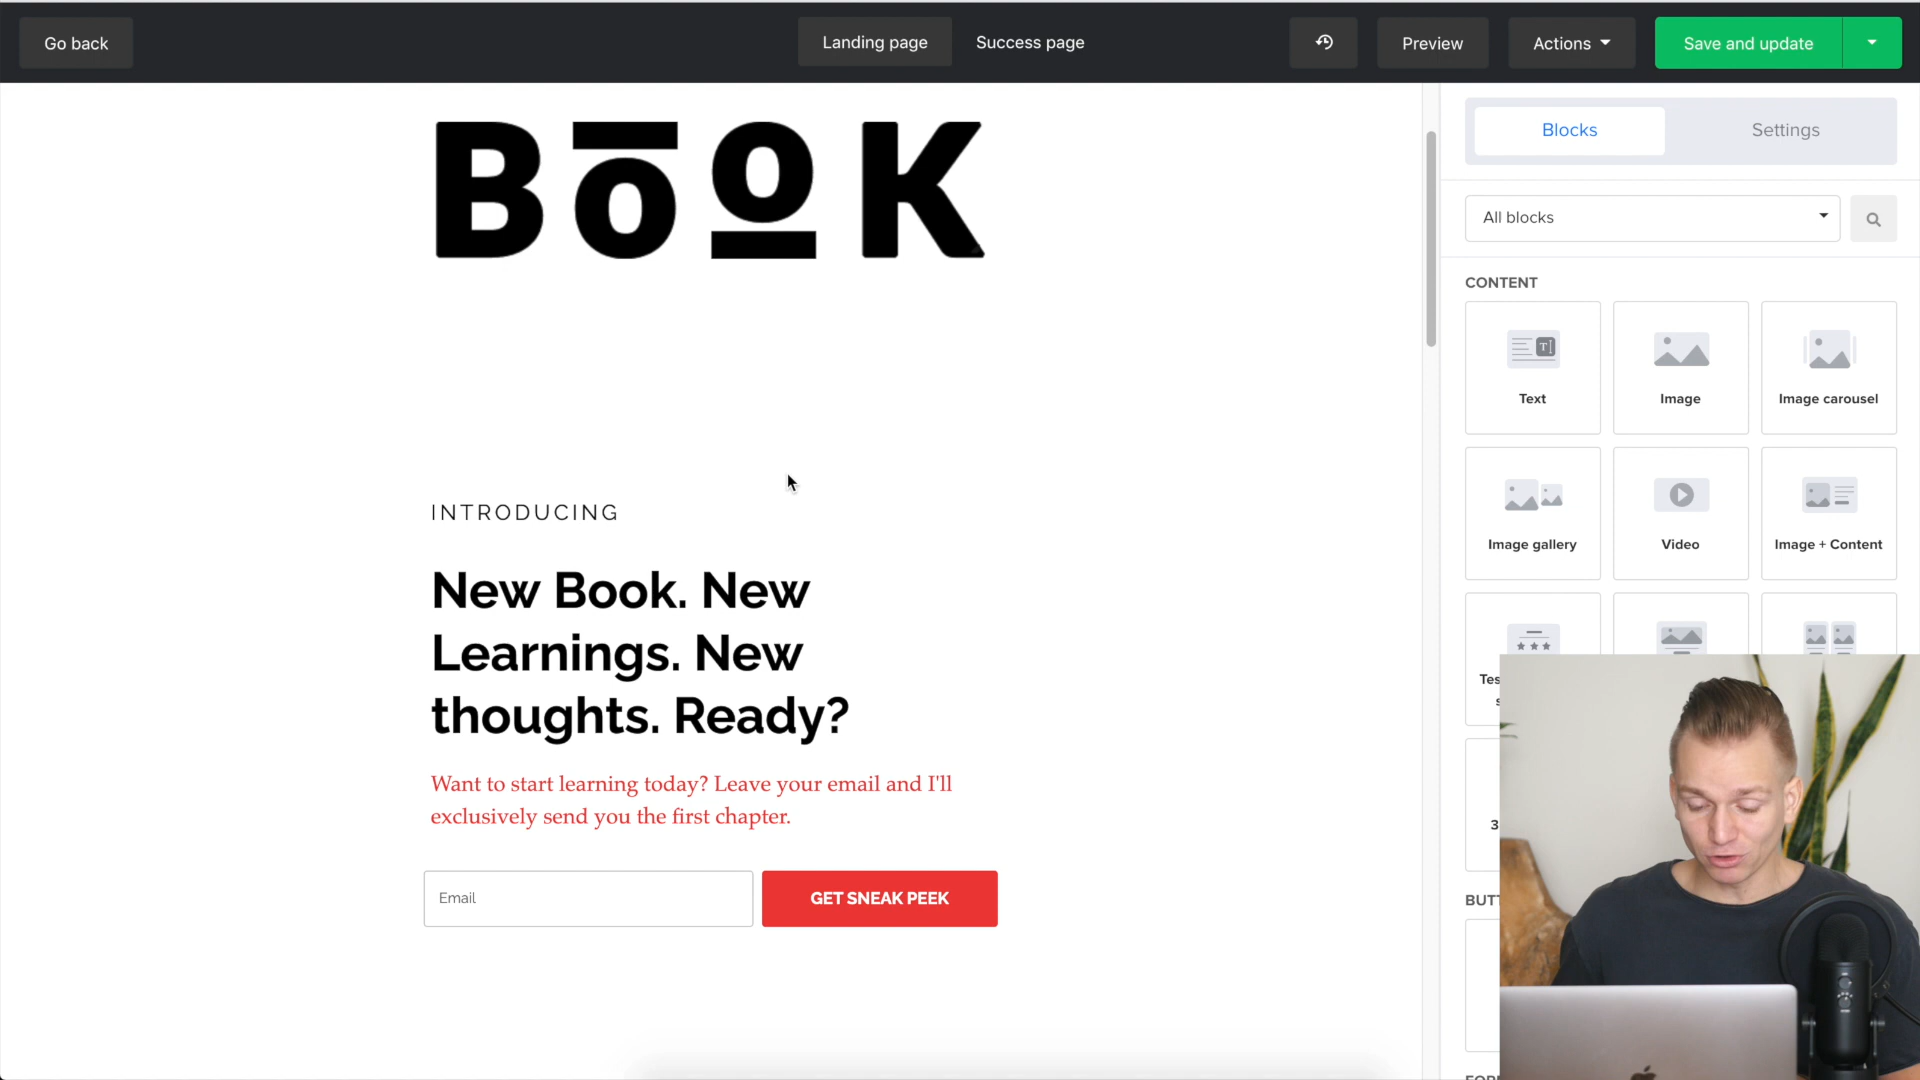 Go back
Landing page
Success page
Preview
Actions
Save and update
BOOK
INTRODUCING
New Book. New
Learnings. New
thoughts. Ready?
Want to start learning today? Leave your email and I'll
exclusively send you the first chapter.
Email
GET SNEAK PEEK
Blocks
Settings
All blocks
CONTENT
Text
Image
Image carousel
Image gallery
Video
Image + Content
3